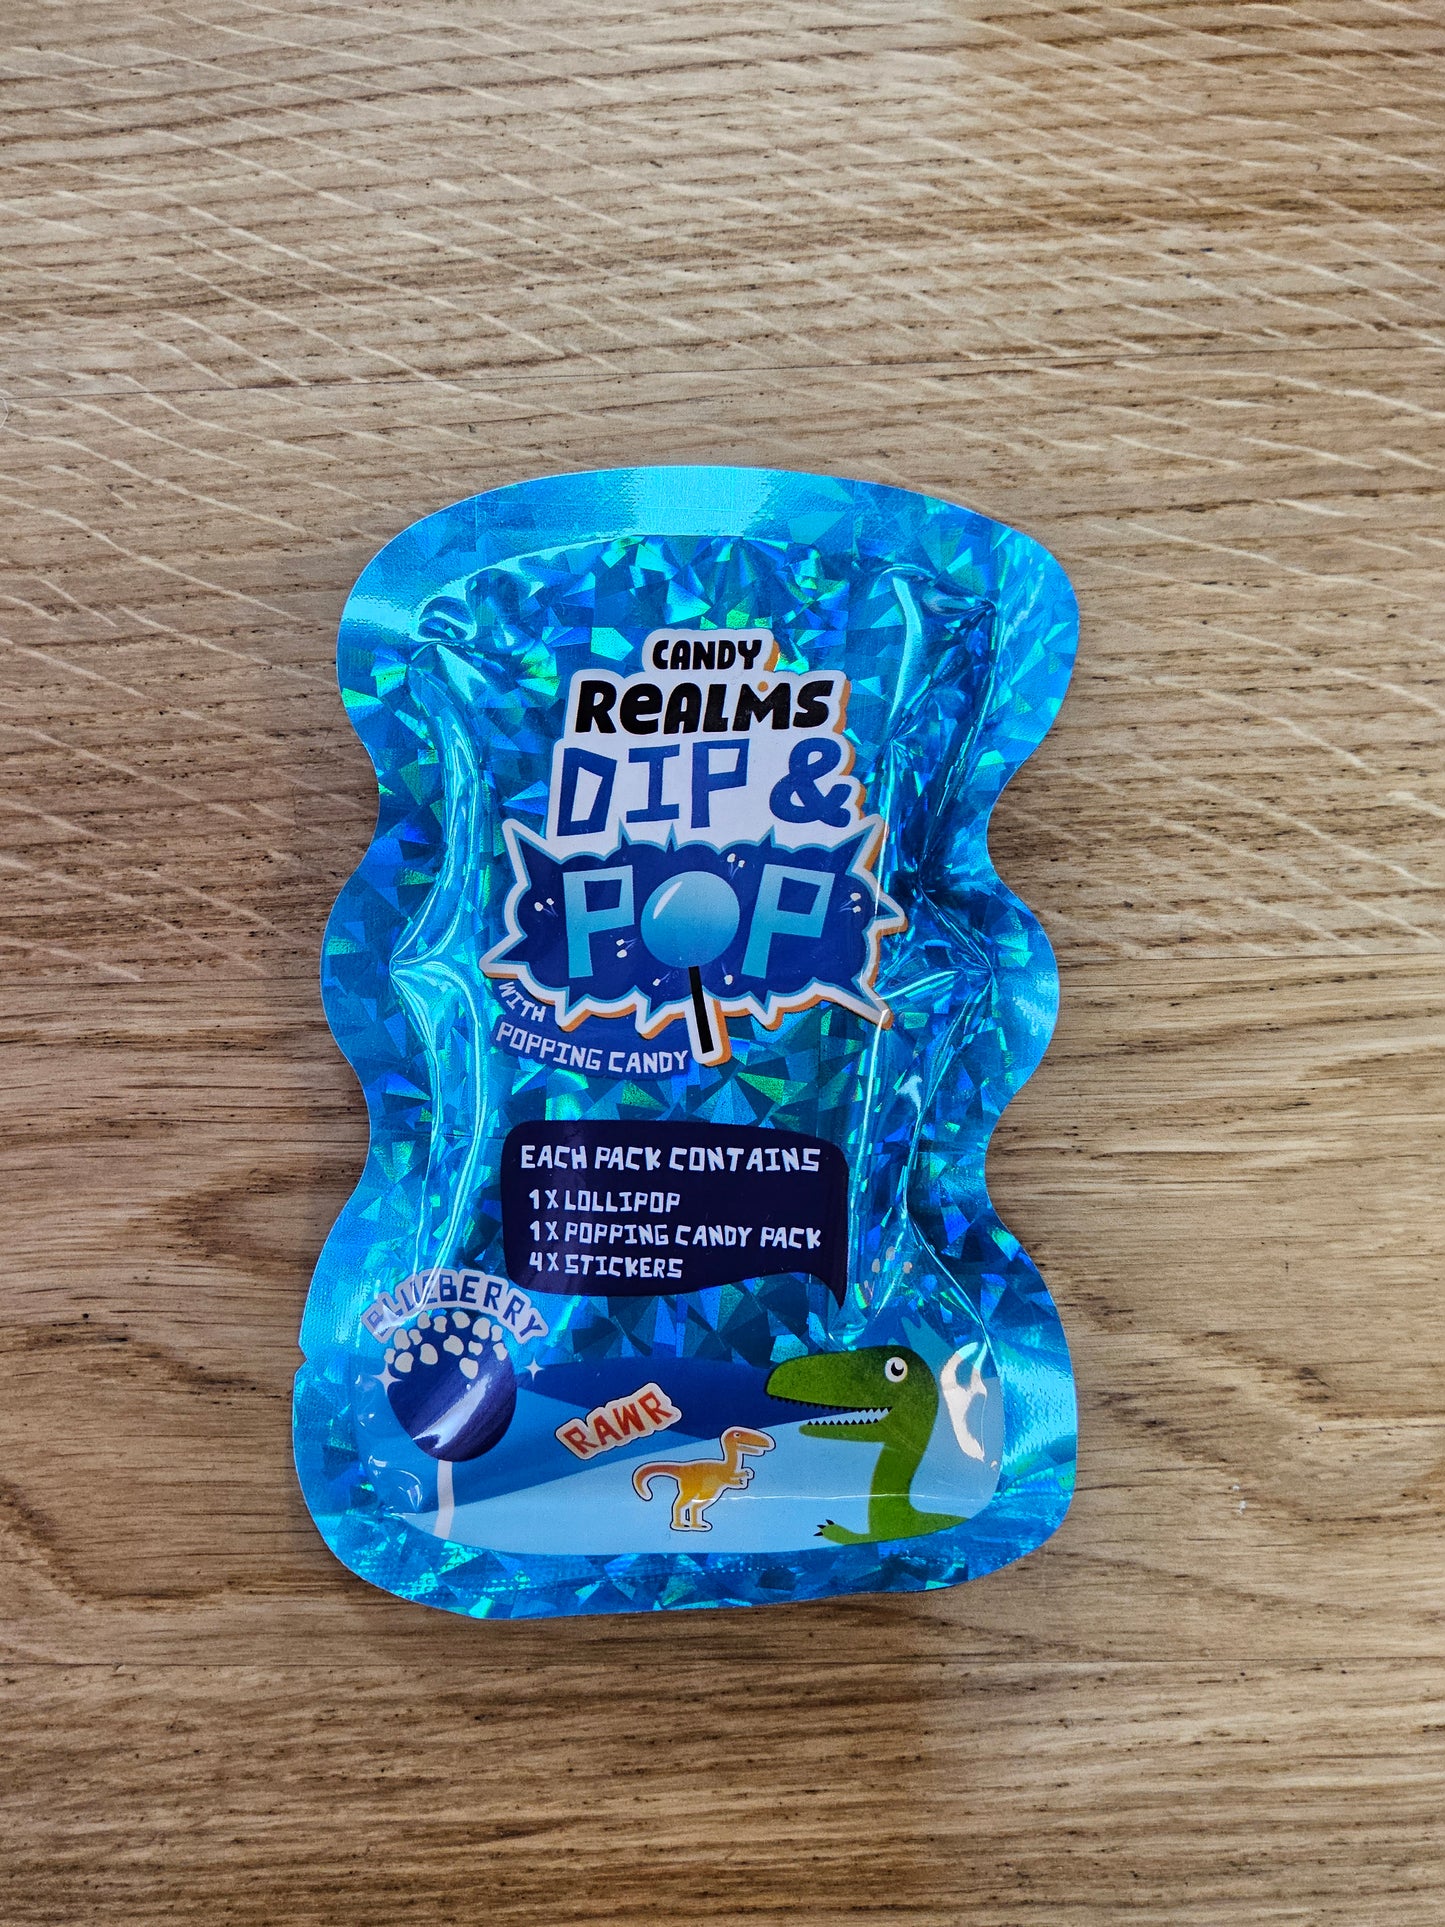 CANDY
REALMS
DIP &
POP
WITH
POPPING CANDY
EACH PACK CONTAINS
1 X LOLLIPOP
1 X POPPING CANDY PACK
4 X STICKERS
BLUEBERRY
RAWR